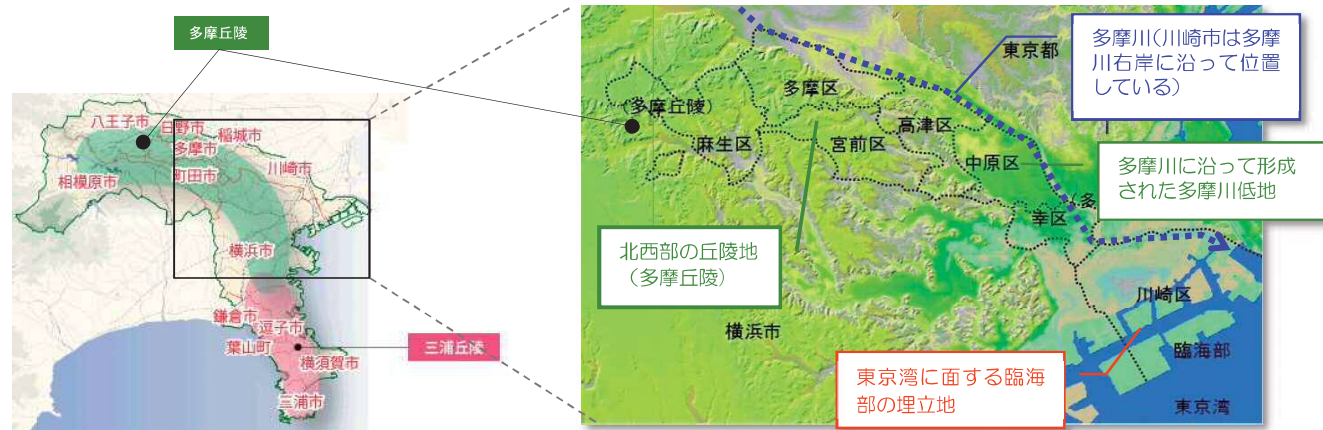 多摩丘陵
八王子市
日野市
稲城市
多摩市
川崎市
町田市
相模原市
横浜市
鎌倉市
逗子市
葉山町
横須賀市
三浦市
三浦丘陵
東京都
多摩川(川崎市は多摩
川右岸に沿って位置
している)
多摩区
(多摩丘陵)
麻生区
宮前区
高津区
中原区
多摩川に沿って形成
された多摩川低地
幸区
多
北西部の丘陵地
(多摩丘陵)
川崎区
横浜市
臨海部
東京湾に面する臨海
部の埋立地
東京湾